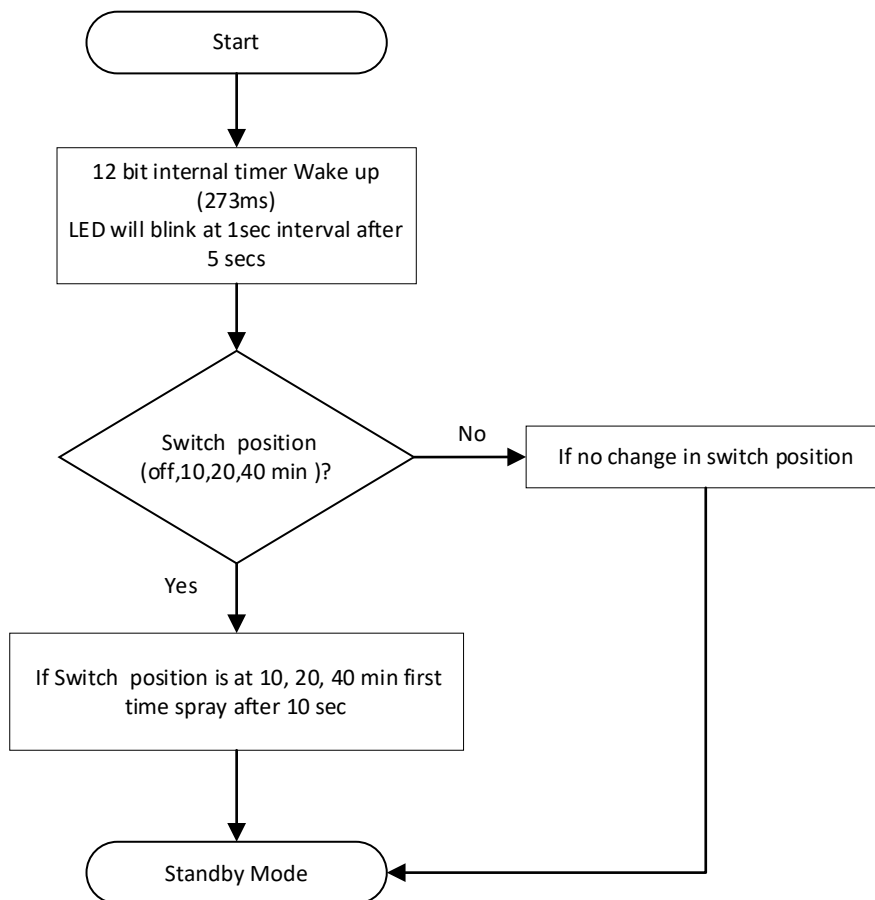 Start
12 bit internal timer Wake up
(273ms)
LED will blink at 1sec interval after
5 secs
Switch  position
(off,10,20,40 min )?
No
If no change in switch position
Yes
If Switch  position is at 10, 20, 40 min first
time spray after 10 sec
Standby Mode